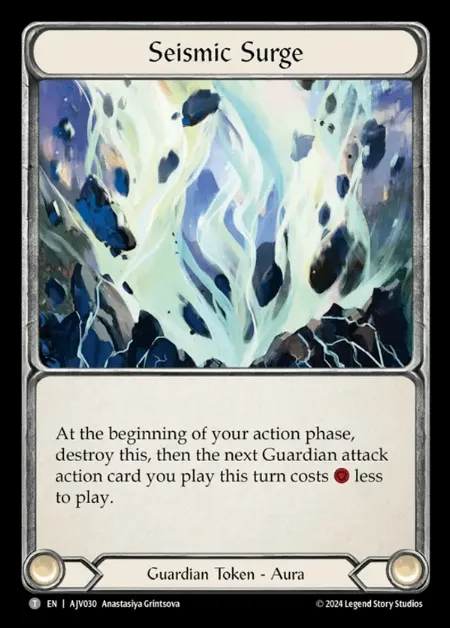 Seismic Surge
At the beginning of your action phase,
destroy this, then the next Guardian attack
action card you play this turn costs less
to play.
Guardian Token - Aura
T EN | AJV030 Anastasiya Grintsova
© 2024 Legend Story Studios